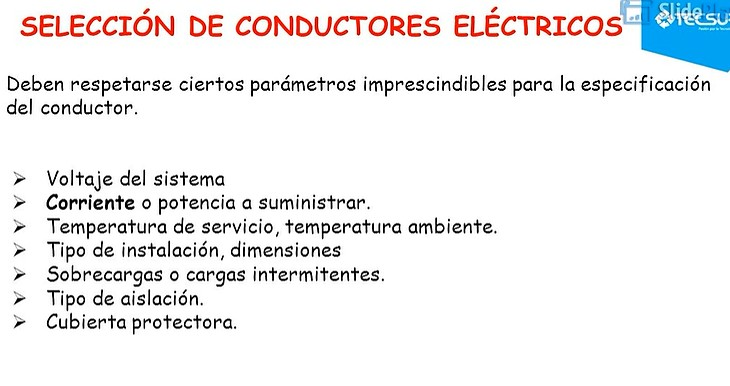 SELECCIÓN DE CONDUCTORES ELÉCTRICOS
Slide
TECSU
Deben respetarse ciertos parámetros imprescindibles para la especificación
del conductor.
➤ Voltaje del sistema
➤ Corriente o potencia a suministrar.
➤ Temperatura de servicio, temperatura ambiente.
➤ Tipo de instalación, dimensiones
➤ Sobrecargas o cargas intermitentes.
➤ Tipo de aislación.
➤ Cubierta protectora.